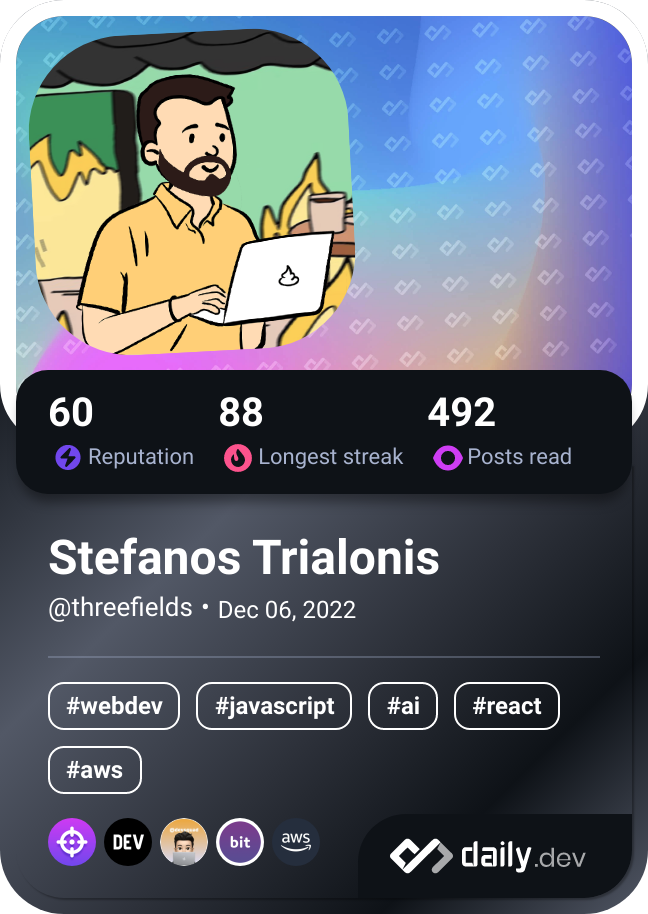 60 88 492
Reputation Longest streak Posts read
Stefanos Trialonis
@threefields • Dec 06, 2022
#webdev #javascript #ai #react
#aws
DEV bit aws
daily.dev